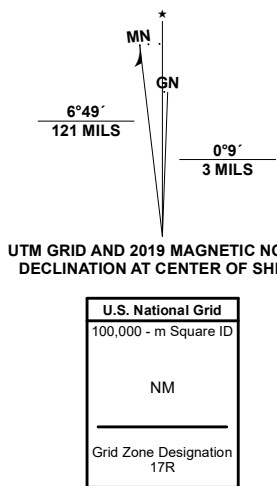 ★
MN
GN
6°49´
121 MILS
0°9´
3 MILS
UTM GRID AND 2019 MAGNETIC NO
DECLINATION AT CENTER OF SHE
U.S. National Grid
100,000 - m Square ID
NM
Grid Zone Designation
17R